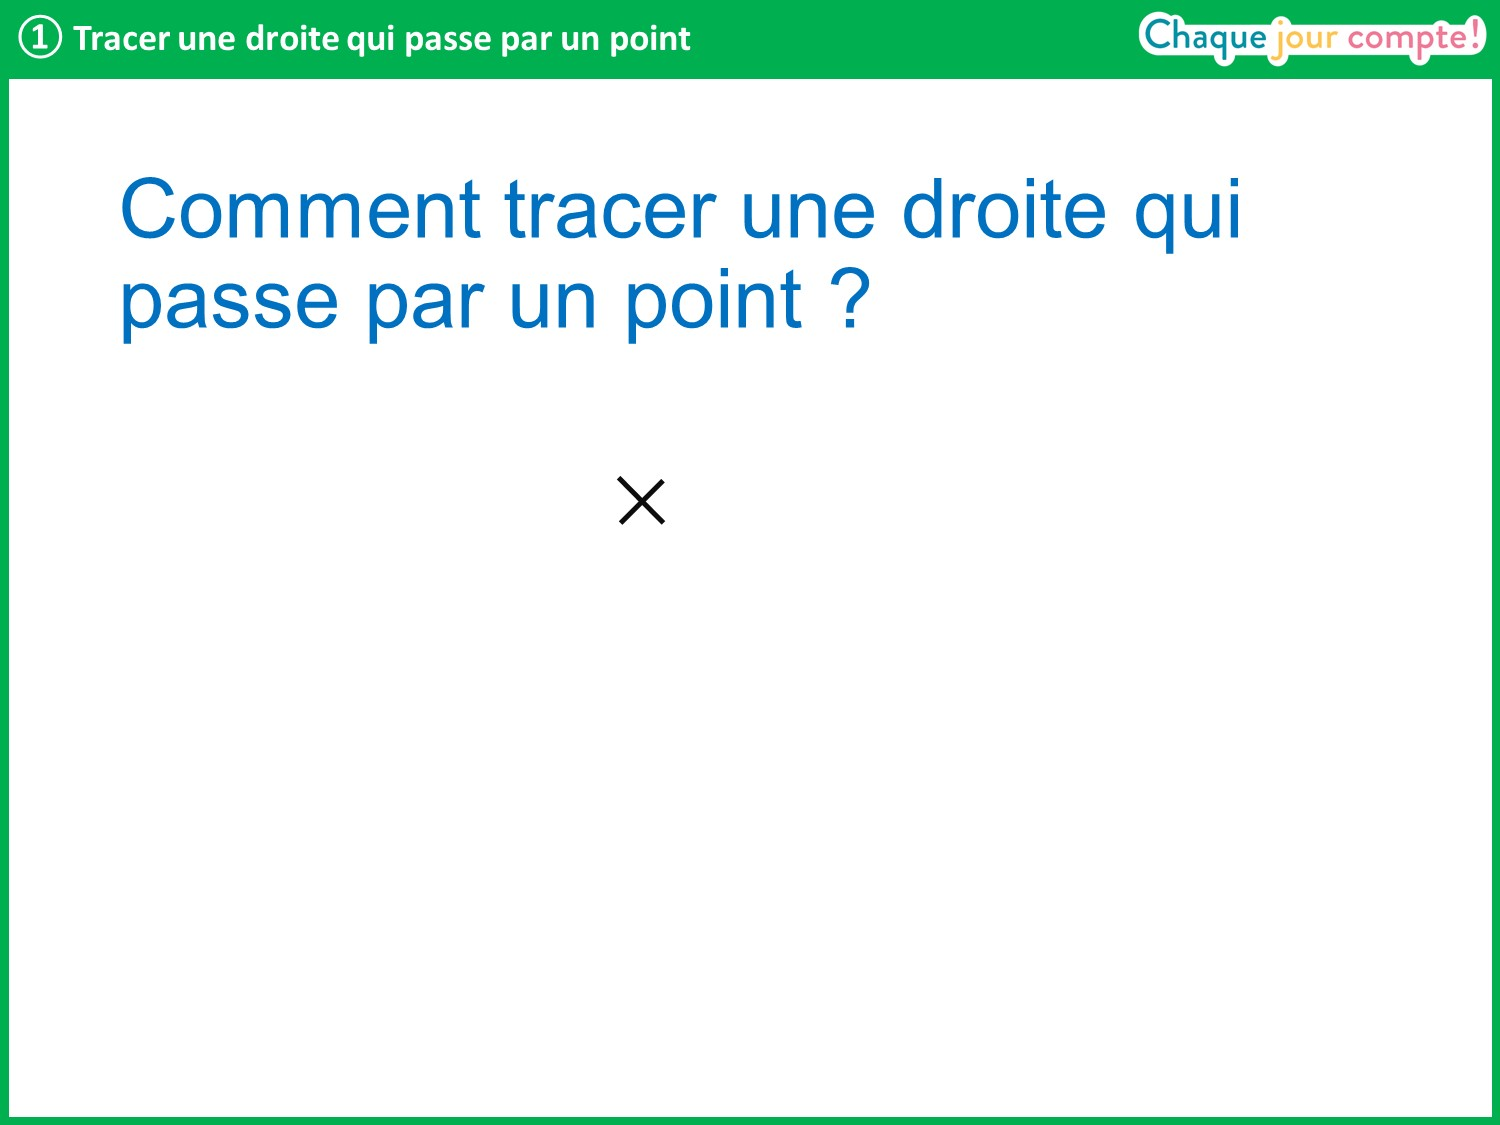 ① Tracer une droite qui passe par un point
Chaque jour compte!
Comment tracer une droite qui
passe par un point ?